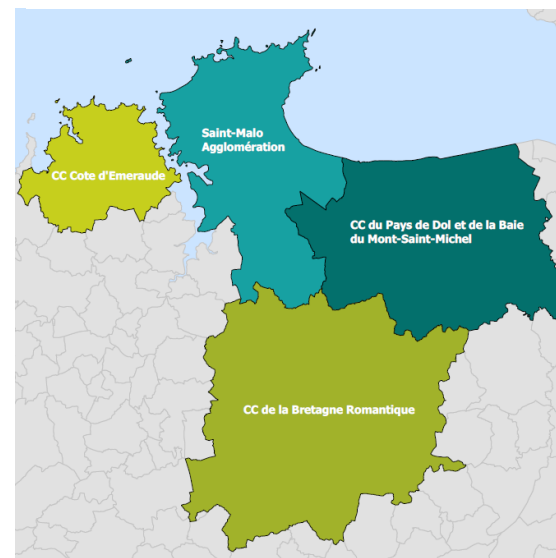 Saint-Malo
Agglomération
CC Cote d'Emeraude
CC du Pays de Dol et de la Baie
du Mont-Saint-Michel
CC de la Bretagne Romantique